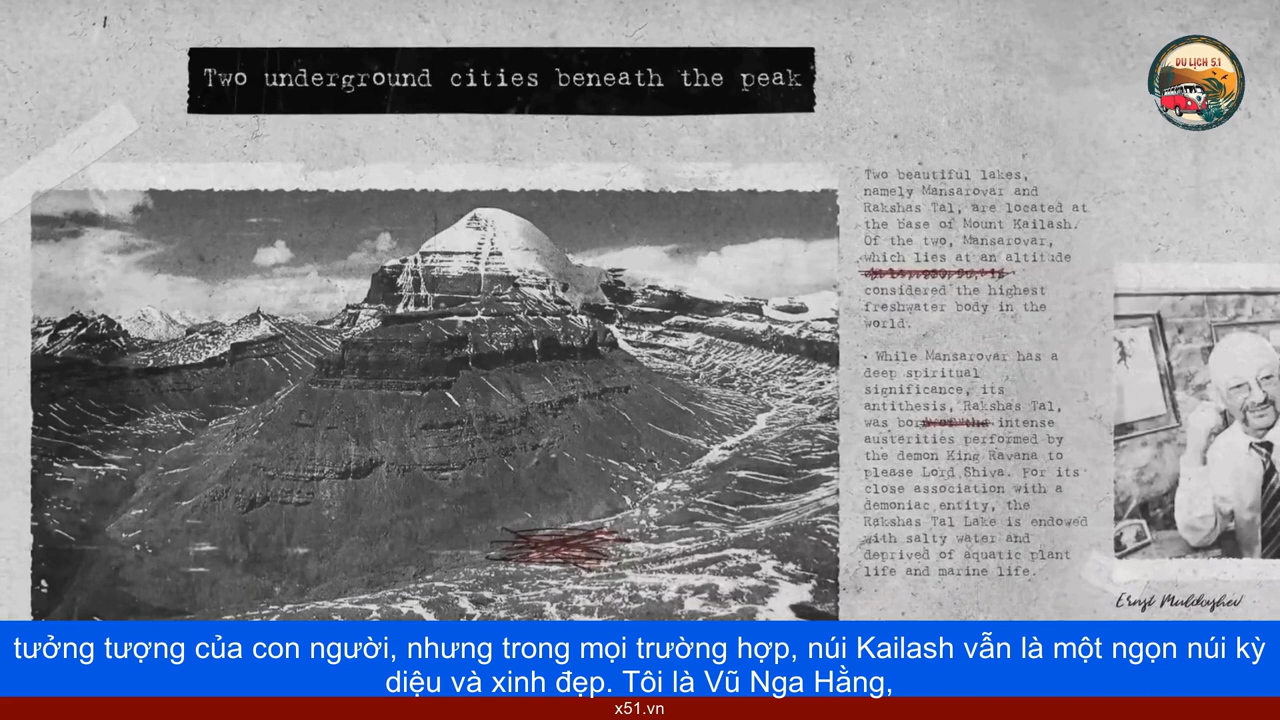 Two underground cities beneath the peak
DU LỊCH 5.1
Two beautiful lakes,
namely Mansarovar and
Rakshas Tal, are located at
the base of Mount Kailash.
Of the two, Mansarovar,
which lies at an altitude
considered the highest
freshwater body in the
world.
· While Mansarovar has a
deep spiritual
significance, its
antithesis, Rakshas Tal,
was born of the intense
austerities performed by
the demon King Ravana to
please Lord Shiva. For its
close association with a
demoniac entity, the
Rakshas Tal Lake is endowed
with salty water and
deprived of aquatic plant
life and marine life.
Ernst Muldashev
tưởng tượng của con người, nhưng trong mọi trường hợp, núi Kailash vẫn là một ngọn núi kỳ
diệu và xinh đẹp. Tôi là Vũ Nga Hằng,
x51.vn